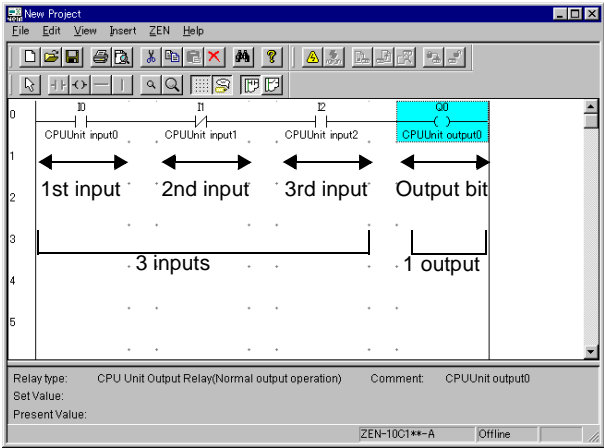 New Project
File Edit View Insert ZEN Help
0 I0 I1 I2 Q0
CPUUnit input0 CPUUnit input1 CPUUnit input2 CPUUnit output0
1
1st input 2nd input 3rd input Output bit
2
3
3 inputs 1 output
4
5
Relay type: CPU Unit Output Relay(Normal output operation) Comment: CPUUnit output0
Set Value:
Present Value:
ZEN-10C1**-A Offline